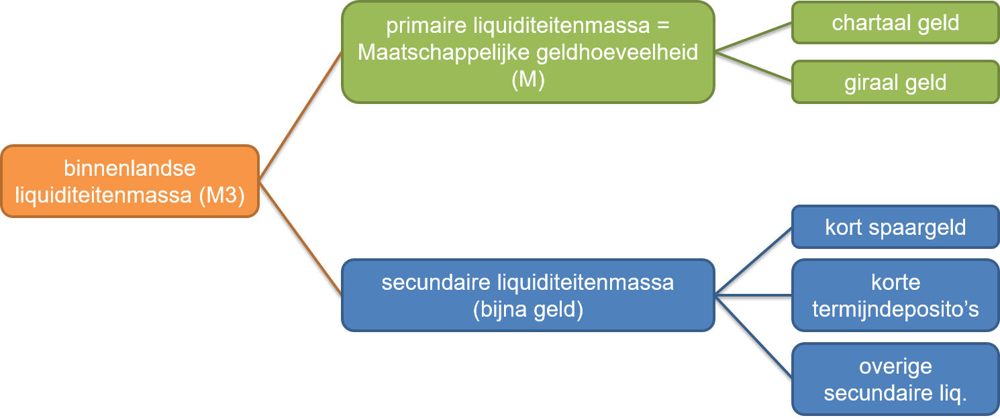 primaire liquiditeitenmassa =
Maatschappelijke geldhoeveelheid
(M)
chartaal geld
giraal geld
binnenlandse
liquiditeitenmassa (M3)
secundaire liquiditeitenmassa
(bijna geld)
kort spaargeld
korte
termijndeposito’s
overige
secundaire liq.